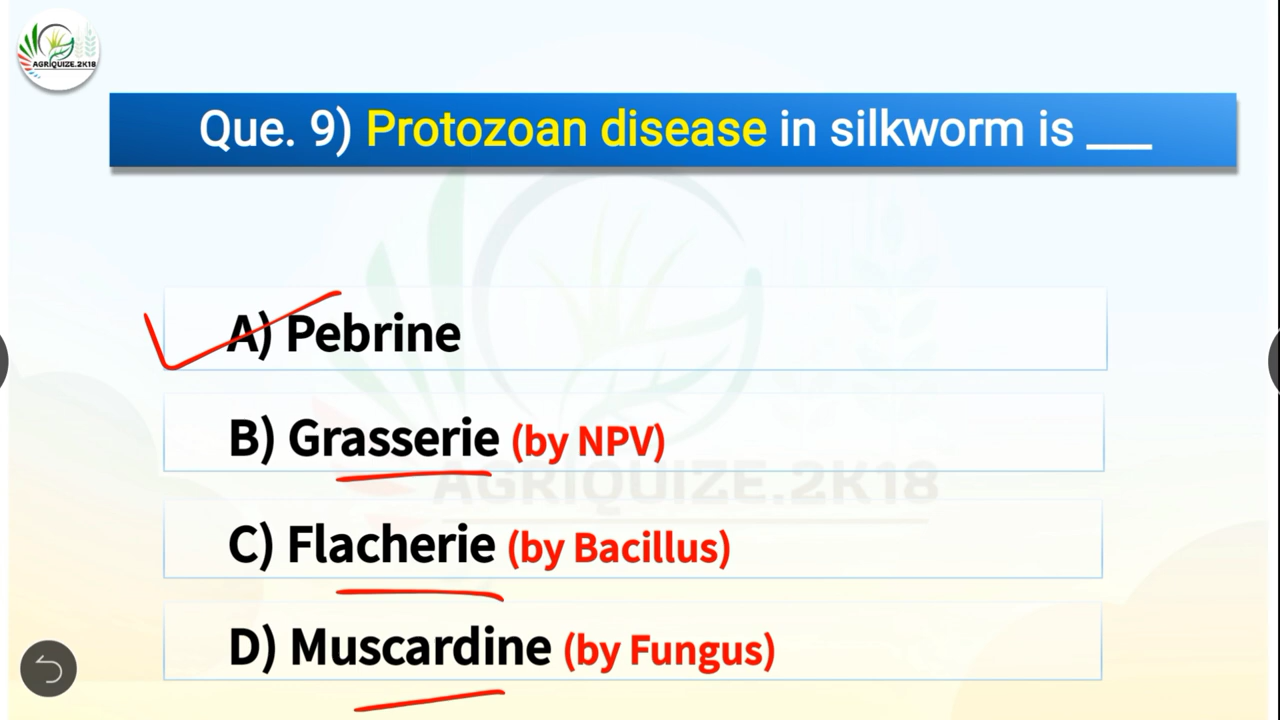 AGRIQUIZE.2K18
Que. 9) Protozoan disease in silkworm is ___
A) Pebrine
B) Grasserie (by NPV)
AGRIQUIZE.2K18
C) Flacherie (by Bacillus)
D) Muscardine (by Fungus)